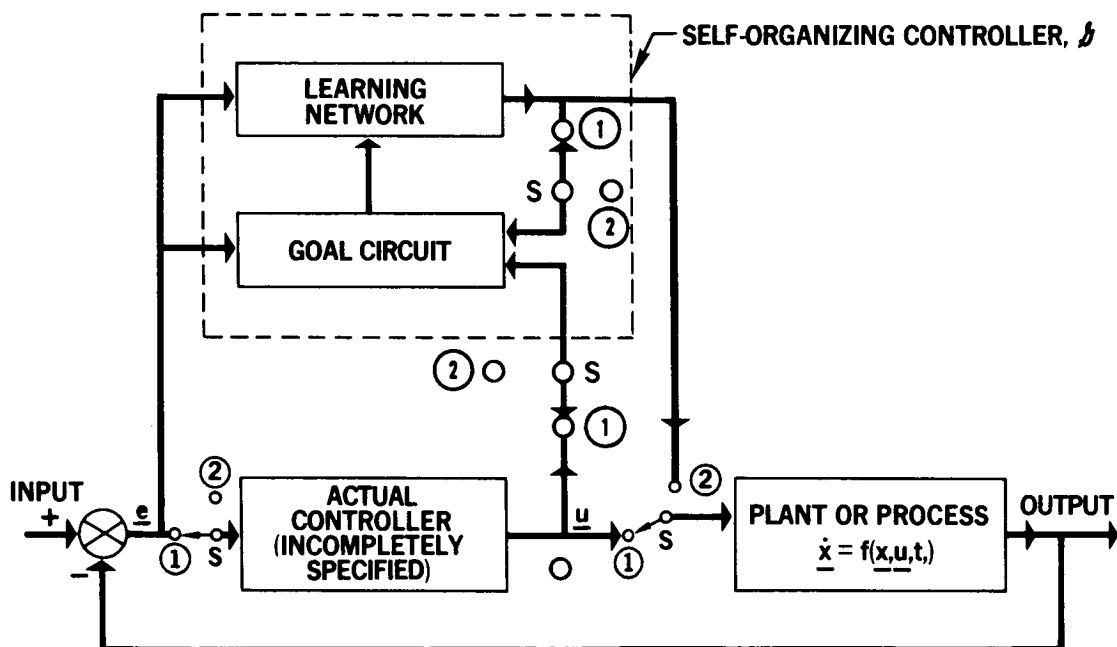 SELF-ORGANIZING CONTROLLER, 𝓈
LEARNING
NETWORK
1
S
2
GOAL CIRCUIT
2
S
1
2
INPUT
+
e
-
1
S
ACTUAL
CONTROLLER
(INCOMPLETELY
SPECIFIED)
u
1
S
2
PLANT OR PROCESS
ẋ = f(x,u,t,)
OUTPUT